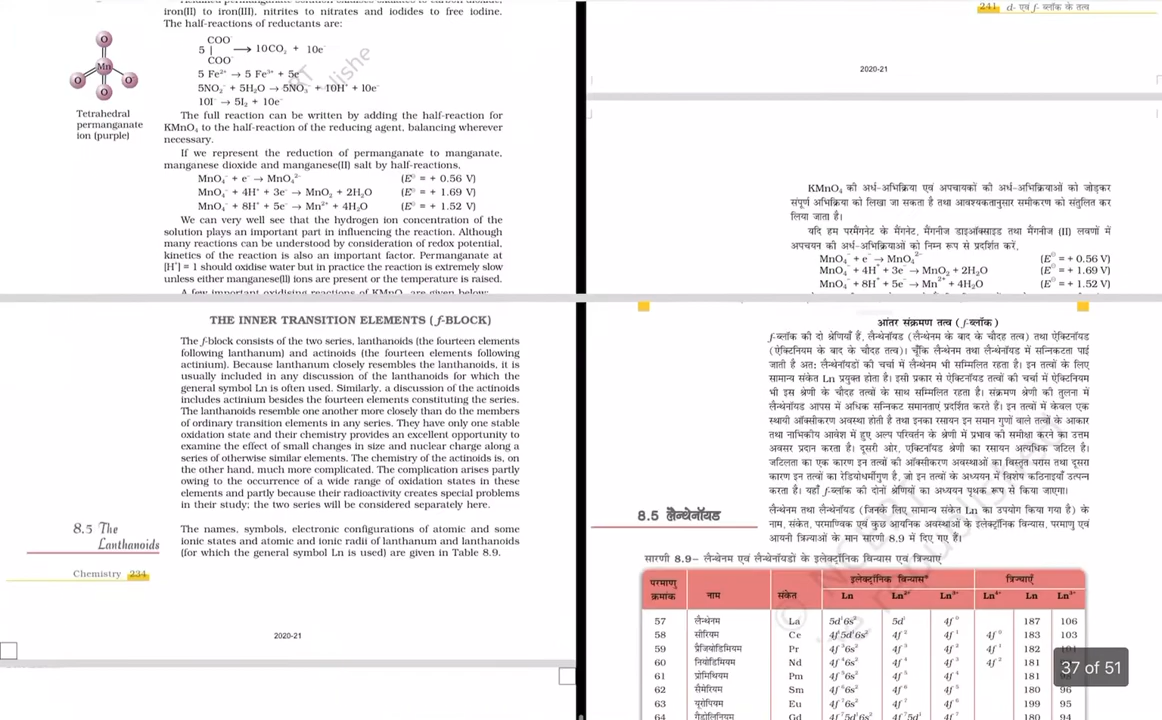 iron(II) to iron(III), nitrites to nitrates and iodides to free iodine.
The half-reactions of reductants are:
COO⁻
5 | → 10CO₂ + 10e⁻
COO⁻
5 Fe²⁺ → 5 Fe³⁺ + 5e⁻
5NO₂⁻ + 5H₂O → 5NO₃⁻ + 10H⁺ + 10e⁻
10I⁻ → 5I₂ + 10e⁻
O
Mn
O
O
O
Tetrahedral
permanganate
ion (purple)
The full reaction can be written by adding the half-reaction for
KMnO₄ to the half-reaction of the reducing agent, balancing wherever
necessary.
If we represent the reduction of permanganate to manganate,
manganese dioxide and manganese(II) salt by half-reactions,
MnO₄⁻ + e⁻ → MnO₄²⁻ (E⊖ = + 0.56 V)
MnO₄⁻ + 4H⁺ + 3e⁻ → MnO₂ + 2H₂O (E⊖ = + 1.69 V)
MnO₄⁻ + 8H⁺ + 5e⁻ → Mn²⁺ + 4H₂O (E⊖ = + 1.52 V)
We can very well see that the hydrogen ion concentration of the
solution plays an important part in influencing the reaction. Although
many reactions can be understood by consideration of redox potential,
kinetics of the reaction is also an important factor. Permanganate at
[H⁺] = 1 should oxidise water but in practice the reaction is extremely slow
unless either manganese(II) ions are present or the temperature is raised.
A few important oxidising reactions of KMnO₄ are given below:
241 d- एवं f- ब्लॉक के तत्व
2020-21
KMnO₄ की अर्ध-अभिक्रिया एवं अपचायकों की अर्ध-अभिक्रियाओं को जोड़कर
संपूर्ण अभिक्रिया को लिखा जा सकता है तथा आवश्यकतानुसार समीकरण को संतुलित कर
लिया जाता है।
यदि हम परमैंगनेट के मैंगनेट, मैंगनीज डाइऑक्साइड तथा मैंगनीज (II) लवणों में
अपचयन की अर्ध-अभिक्रियाओं को निम्न रूप से प्रदर्शित करें,
MnO₄⁻ + e⁻ → MnO₄²⁻ (E⊖ = + 0.56 V)
MnO₄⁻ + 4H⁺ + 3e⁻ → MnO₂ + 2H₂O (E⊖ = + 1.69 V)
MnO₄⁻ + 8H⁺ + 5e⁻ → Mn²⁺ + 4H₂O (E⊖ = + 1.52 V)
THE INNER TRANSITION ELEMENTS (f-BLOCK)
The f-block consists of the two series, lanthanoids (the fourteen elements
following lanthanum) and actinoids (the fourteen elements following
actinium). Because lanthanum closely resembles the lanthanoids, it is
usually included in any discussion of the lanthanoids for which the
general symbol Ln is often used. Similarly, a discussion of the actinoids
includes actinium besides the fourteen elements constituting the series.
The lanthanoids resemble one another more closely than do the members
of ordinary transition elements in any series. They have only one stable
oxidation state and their chemistry provides an excellent opportunity to
examine the effect of small changes in size and nuclear charge along a
series of otherwise similar elements. The chemistry of the actinoids is, on
the other hand, much more complicated. The complication arises partly
owing to the occurrence of a wide range of oxidation states in these
elements and partly because their radioactivity creates special problems
in their study; the two series will be considered separately here.
8.5 The
Lanthanoids
The names, symbols, electronic configurations of atomic and some
ionic states and atomic and ionic radii of lanthanum and lanthanoids
(for which the general symbol Ln is used) are given in Table 8.9.
Chemistry 234
2020-21
आंतर संक्रमण तत्व (f-ब्लॉक)
f-ब्लॉक की दो श्रेणियाँ हैं, लैन्थेनॉयड (लैन्थेनम के बाद के चौदह तत्व) तथा ऐक्टिनॉयड
(ऐक्टिनियम के बाद के चौदह तत्व)। चूँकि लैन्थेनम तथा लैन्थेनॉयड में सन्निकटता पाई
जाती है अतः लैन्थेनॉयडों की चर्चा में लैन्थेनम भी सम्मिलित रहता है। इन तत्वों के लिए
सामान्य संकेत Ln प्रयुक्त होता है। इसी प्रकार से ऐक्टिनॉयड तत्वों की चर्चा में ऐक्टिनियम
भी इस श्रेणी के चौदह तत्वों के साथ सम्मिलित रहता है। संक्रमण श्रेणी की तुलना में
लैन्थेनॉयड आपस में अधिक सन्निकट समानताएं प्रदर्शित करते हैं। इन तत्वों में केवल एक
स्थायी ऑक्सीकरण अवस्था होती है तथा इनका रसायन इन समान गुणों वाले तत्वों के आकार
तथा नाभिकीय आवेश में हुए अल्प परिवर्तन के श्रेणी में प्रभाव की समीक्षा करने का उत्तम
अवसर प्रदान करता है। दूसरी ओर, एक्टिनॉयड श्रेणी का रसायन अत्यधिक जटिल है।
जटिलता का एक कारण इन तत्वों की ऑक्सीकरण अवस्थाओं का विस्तृत परास तथा दूसरा
कारण इन तत्वों का रेडियोधर्मीगुण है, जो इन तत्वों के अध्ययन में विशेष कठिनाइयाँ उत्पन्न
करता है। यहाँ f-ब्लॉक की दोनों श्रेणियों का अध्ययन पृथक रूप से किया जाएगा।
8.5 लैन्थेनॉयड
लैन्थेनम तथा लैन्थेनॉयड (जिनके लिए सामान्य संकेत Ln का उपयोग किया गया है) के
नाम, संकेत, परमाण्विक एवं कुछ आयनिक अवस्थाओं के इलेक्ट्रॉनिक विन्यास, परमाणु एवं
आयनी त्रिज्याओं के मान सारणी 8.9 में दिए गए हैं।
सारणी 8.9– लैन्थेनम एवं लैन्थेनॉयडों के इलेक्ट्रॉनिक विन्यास एवं त्रिज्याएं
परमाणु क्रमांक नाम संकेत इलेक्ट्रॉनिक विन्यास* त्रिज्याएँ
Ln Ln²⁺ Ln³⁺ Ln⁴⁺ Ln Ln³⁺
57 लैन्थेनम La 5d¹6s² 5d¹ 4f⁰ 187 106
58 सीरियम Ce 4f¹5d¹6s² 4f² 4f¹ 4f⁰ 183 103
59 प्रैजियोडिमियम Pr 4f³6s² 4f³ 4f² 4f¹ 182
60 नियोडिमियम Nd 4f⁴6s² 4f⁴ 4f³ 4f² 181
61 प्रोमिथियम Pm 4f⁵6s² 4f⁵ 4f⁴ 181
62 सैमेरियम Sm 4f⁶6s² 4f⁶ 4f⁵ 180 96
63 यूरोपियम Eu 4f⁷6s² 4f⁷ 4f⁶ 199 95
64 गैडोलिनियम Gd 4f⁷5d¹6s² 4f⁷5d¹ 4f⁷ 180 94
37 of 51